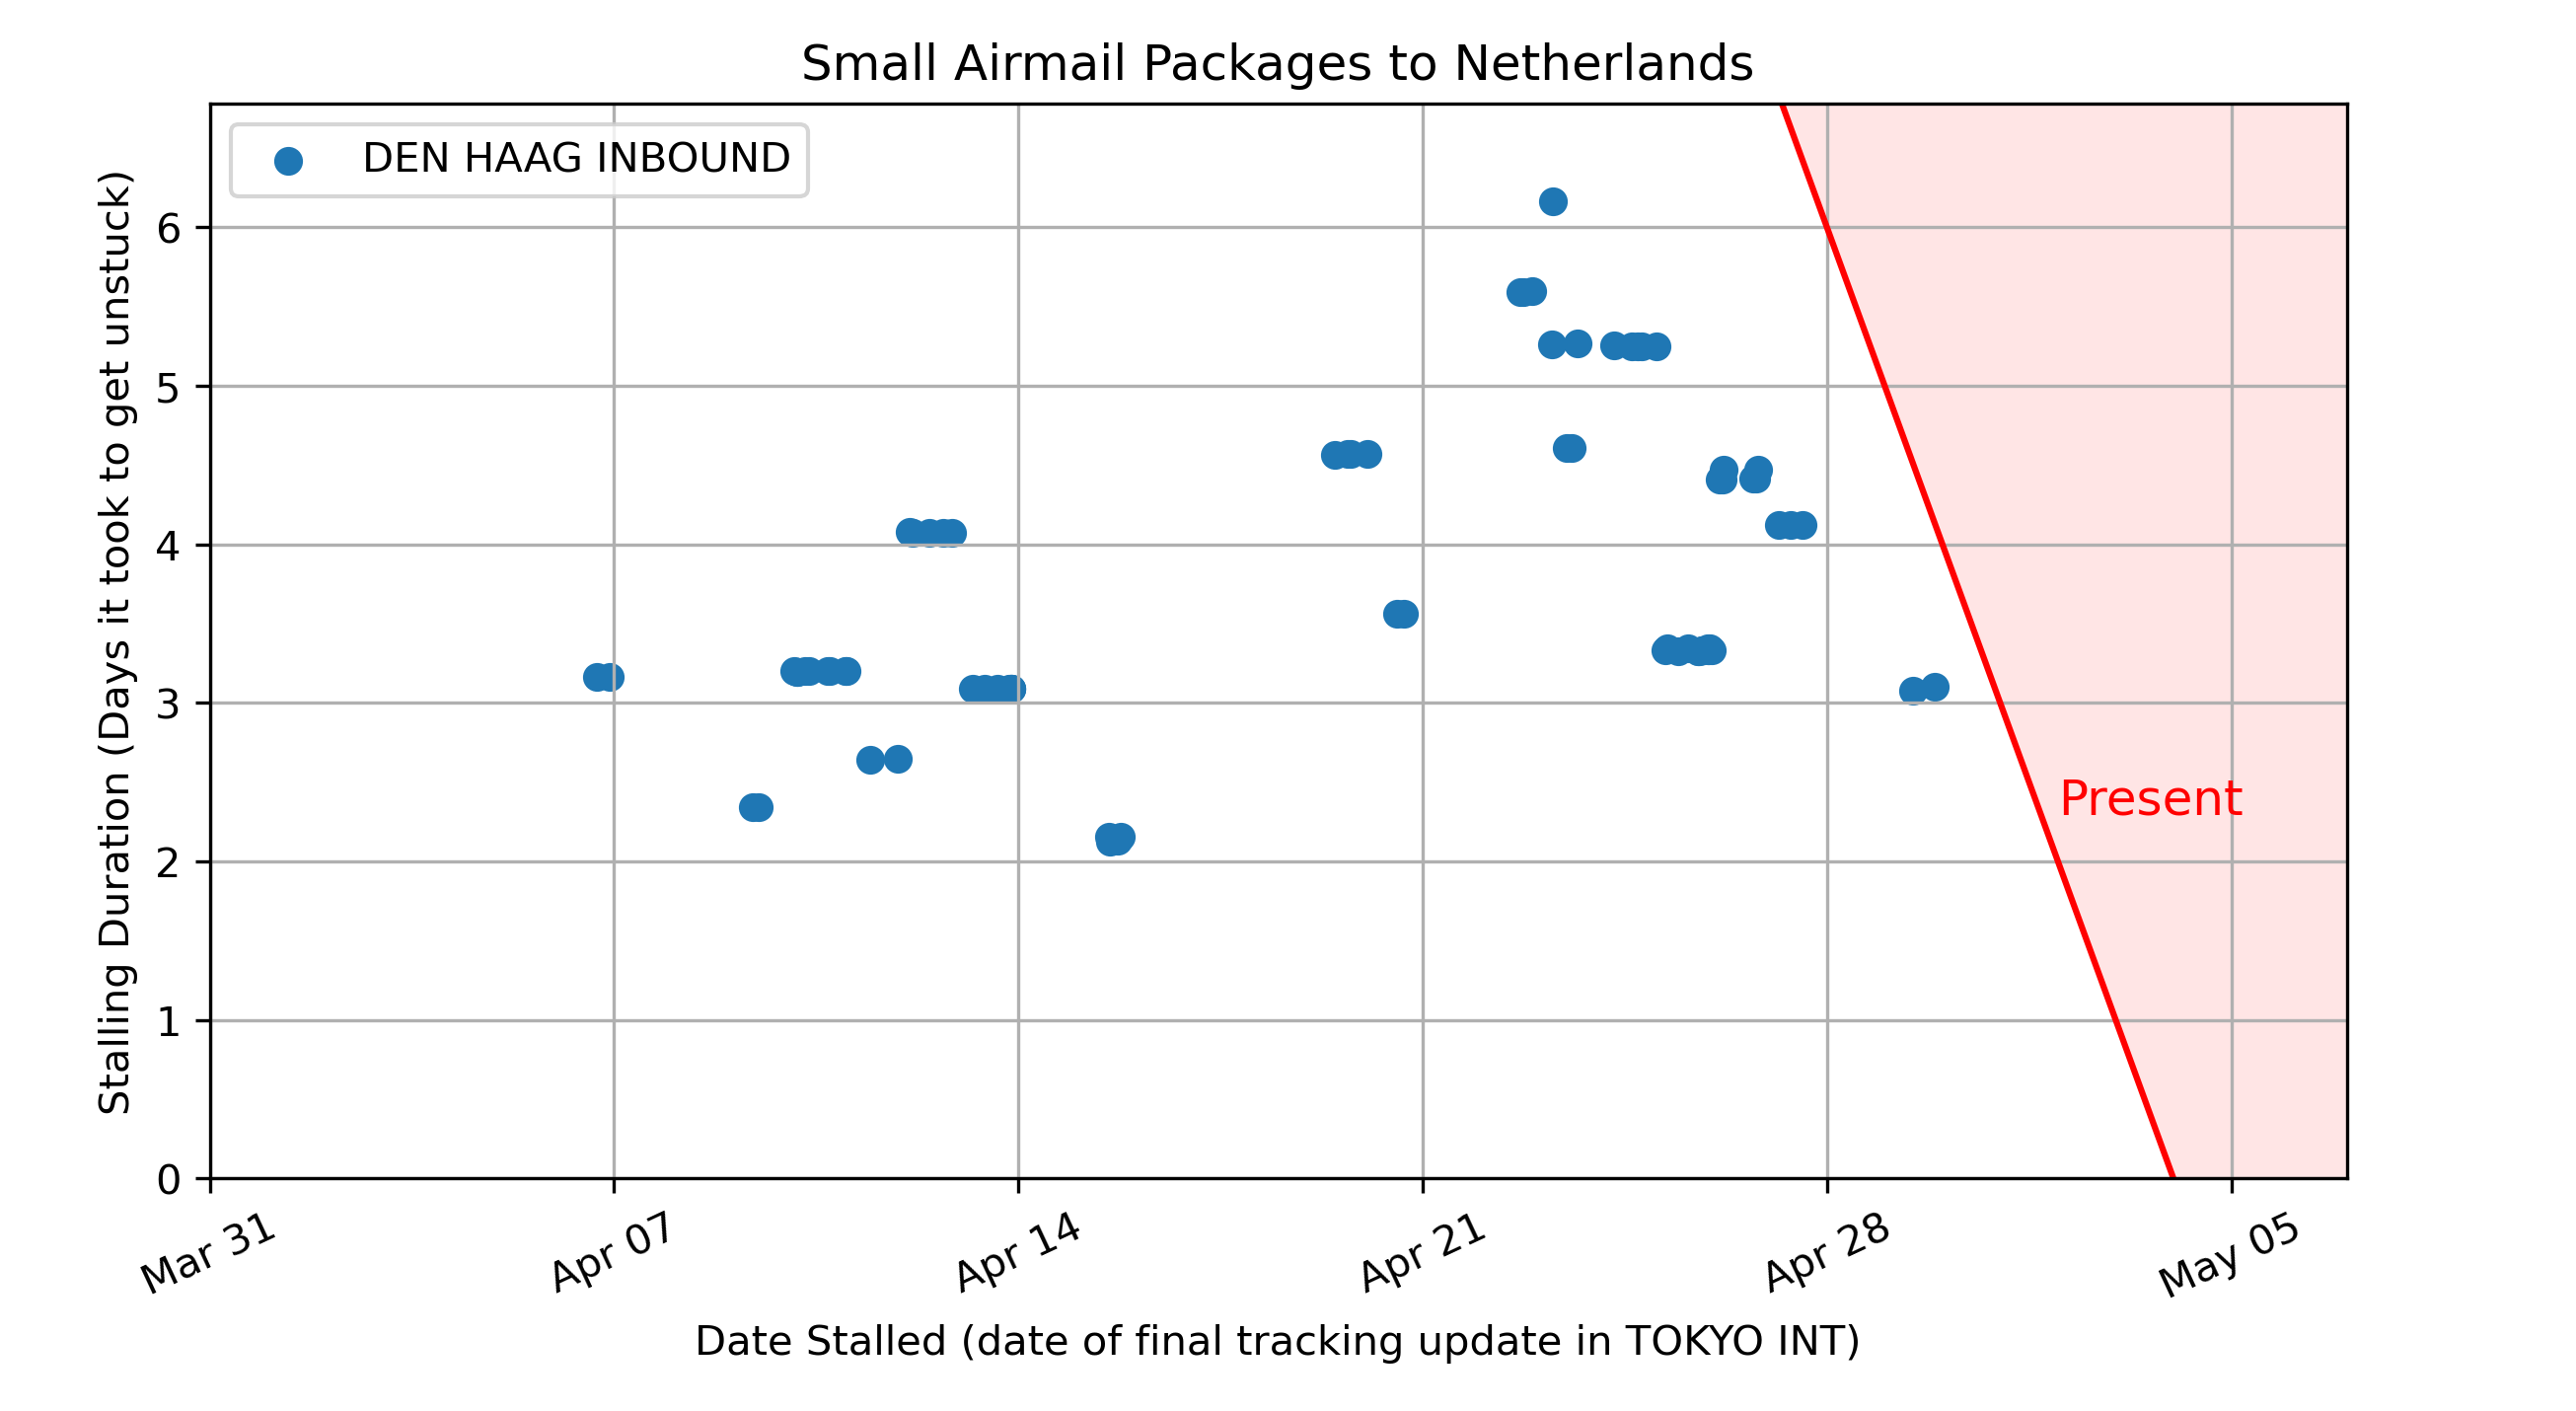 Small Airmail Packages to Netherlands
DEN HAAG INBOUND
Stalling Duration (Days it took to get unstuck)
6
5
4
3
2
1
0
Present
Mar 31
Apr 07
Apr 14
Apr 21
Apr 28
May 05
Date Stalled (date of final tracking update in TOKYO INT)